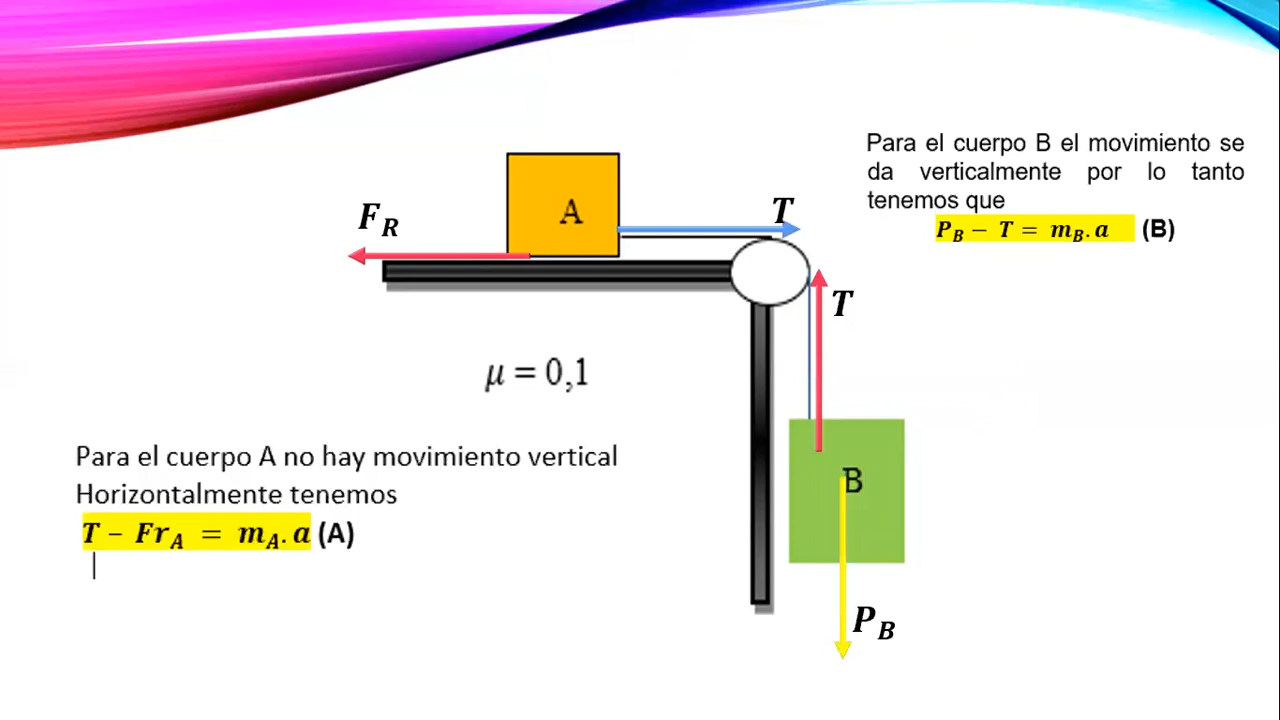 Para el cuerpo B el movimiento se
da verticalmente por lo tanto
tenemos que
P_B − T = m_B. a (B)
A
F_R
T
T
μ = 0,1
B
P_B
Para el cuerpo A no hay movimiento vertical
Horizontalmente tenemos
T − Fr_A = m_A. a (A)